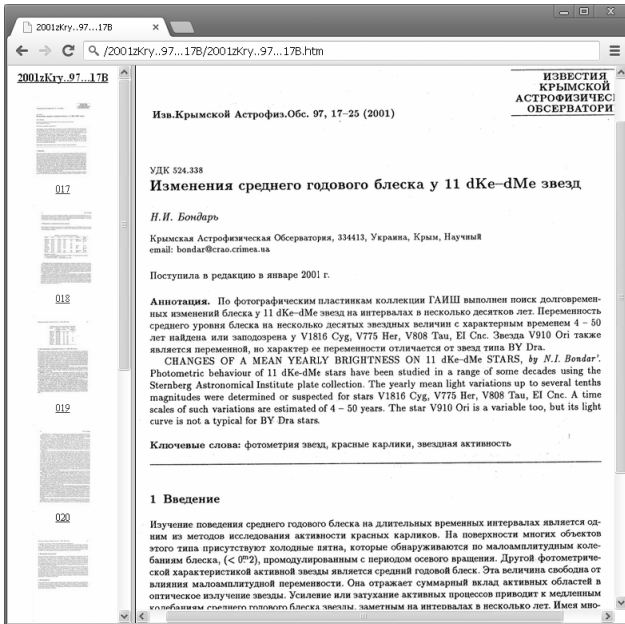 2001zKry..97...17B
/2001zKry..97...17B/2001zKry..97...17B.htm
2001zKry..97...17B
017
018
019
020
ИЗВЕСТИЯ
КРЫМСКОЙ
АСТРОФИЗИЧЕС
ОБСЕРВАТОРИ
Изв.Крымской Астрофиз.Обс. 97, 17–25 (2001)
УДК 524.338
Изменения среднего годового блеска у 11 dKe–dMe звезд
Н.И. Бондарь
Крымская Астрофизическая Обсерватория, 334413, Украина, Крым, Научный
email: bondar@crao.crimea.ua
Поступила в редакцию в январе 2001 г.
Аннотация. По фотографическим пластинкам коллекции ГАИШ выполнен поиск долговремен-
ных изменений блеска у 11 dKe–dMe звезд на интервалах в несколько десятков лет. Переменность
среднего уровня блеска на несколько десятых звездных величин с характерным временем 4 – 50
лет найдена или заподозрена у V1816 Cyg, V775 Her, V808 Tau, EI Cnc. Звезда V910 Ori также
является переменной, но характер ее переменности отличается от звезд типа BY Dra.
CHANGES OF A MEAN YEARLY BRIGHTNESS ON 11 dKe–dMe STARS, by N.I. Bondar'.
Photometric behaviour of 11 dKe-dMe stars have been studied in a range of some decades using the
Sternberg Astronomical Institute plate collection. The yearly mean light variations up to several tenths
magnitudes were determined or suspected for stars V1816 Cyg, V775 Her, V808 Tau, EI Cnc. A time
scales of such variations are estimated of 4 – 50 years. The star V910 Ori is a variable too, but its light
curve is not a typical for BY Dra stars.
Ключевые слова: фотометрия звезд, красные карлики, звездная активность
1 Введение
Изучение поведения среднего годового блеска на длительных временных интервалах является од-
ним из методов исследования активности красных карликов. На поверхности многих объектов
этого типа присутствуют холодные пятна, которые обнаруживаются по малоамплитудным коле-
баниям блеска, (< 0ᵐ2), промодулированным с периодом осевого вращения. Другой фотометриче-
ской характеристикой активной звезды является средний годовой блеск. Эта величина свободна от
влияния малоамплитудной переменности. Она отражает суммарный вклад активных областей в
оптическое излучение звезды. Усиление или затухание активных процессов приводит к медленным
колебаниям среднего годового блеска звезды, заметным на интервалах в несколько лет. Имея мно-